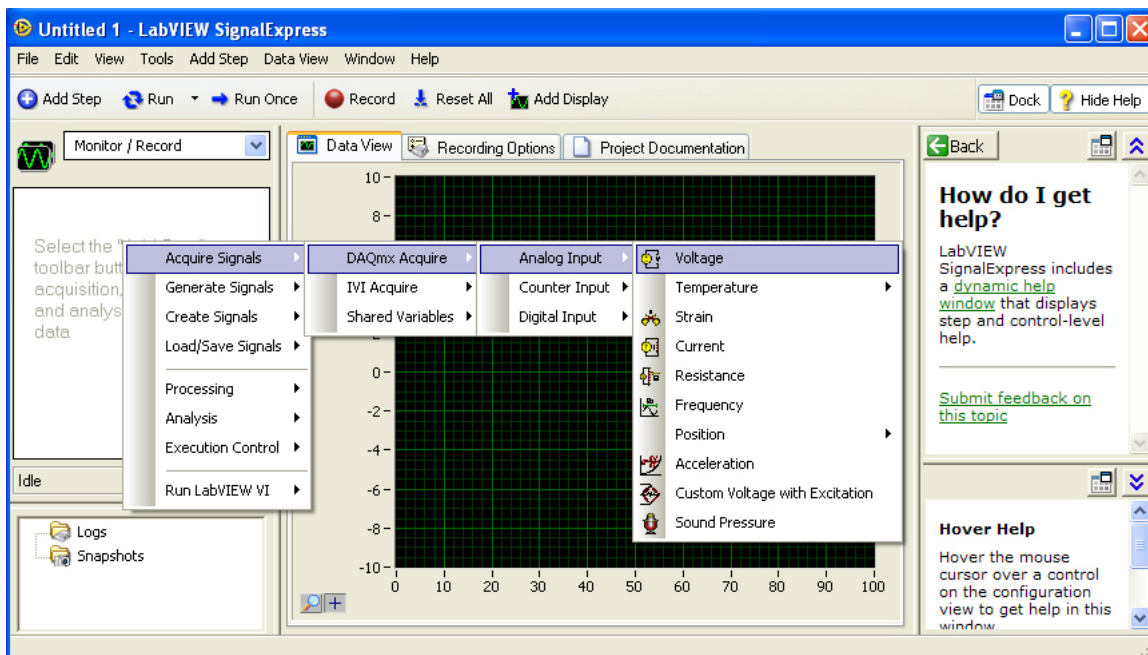 Untitled 1 - LabVIEW SignalExpress
File Edit View Tools Add Step Data View Window Help
Add Step Run Run Once Record Reset All Add Display Dock Hide Help
Monitor / Record
Data View Recording Options Project Documentation
Back
Select the
toolbar but
acquisition,
and analys
data
Idle
Logs
Snapshots
Acquire Signals
Generate Signals
Create Signals
Load/Save Signals
Processing
Analysis
Execution Control
Run LabVIEW VI
DAQmx Acquire
IVI Acquire
Shared Variables
Analog Input
Counter Input
Digital Input
Voltage
Temperature
Strain
Current
Resistance
Frequency
Position
Acceleration
Custom Voltage with Excitation
Sound Pressure
10
8
0
-2
-4
-6
-8
-10
0 10 20 30 40 50 60 70 80 90 100
How do I get
help?
LabVIEW
SignalExpress includes
a dynamic help
window that displays
step and control-level
help.
Submit feedback on
this topic
Hover Help
Hover the mouse
cursor over a control
on the configuration
view to get help in this
window.